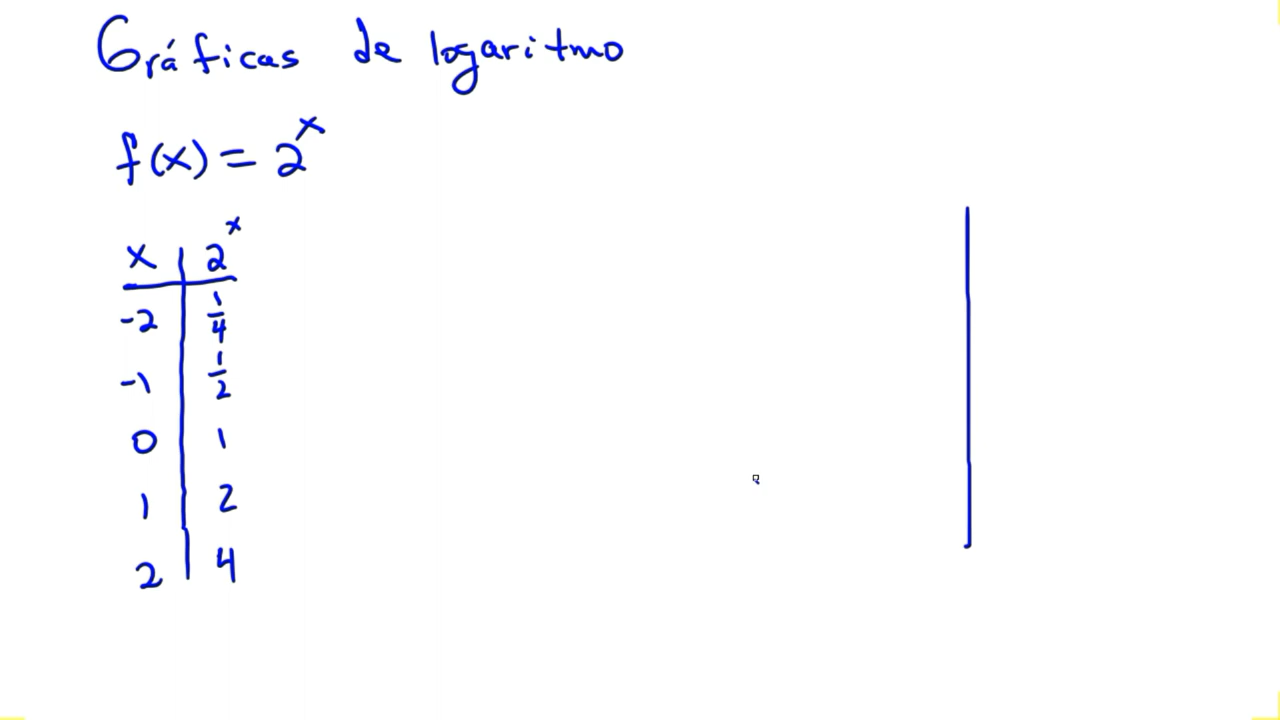 Gráficas de logaritmo
f(x) = 2^x
x | 2^x
-2 | 1/4
-1 | 1/2
0 | 1
1 | 2
2 | 4